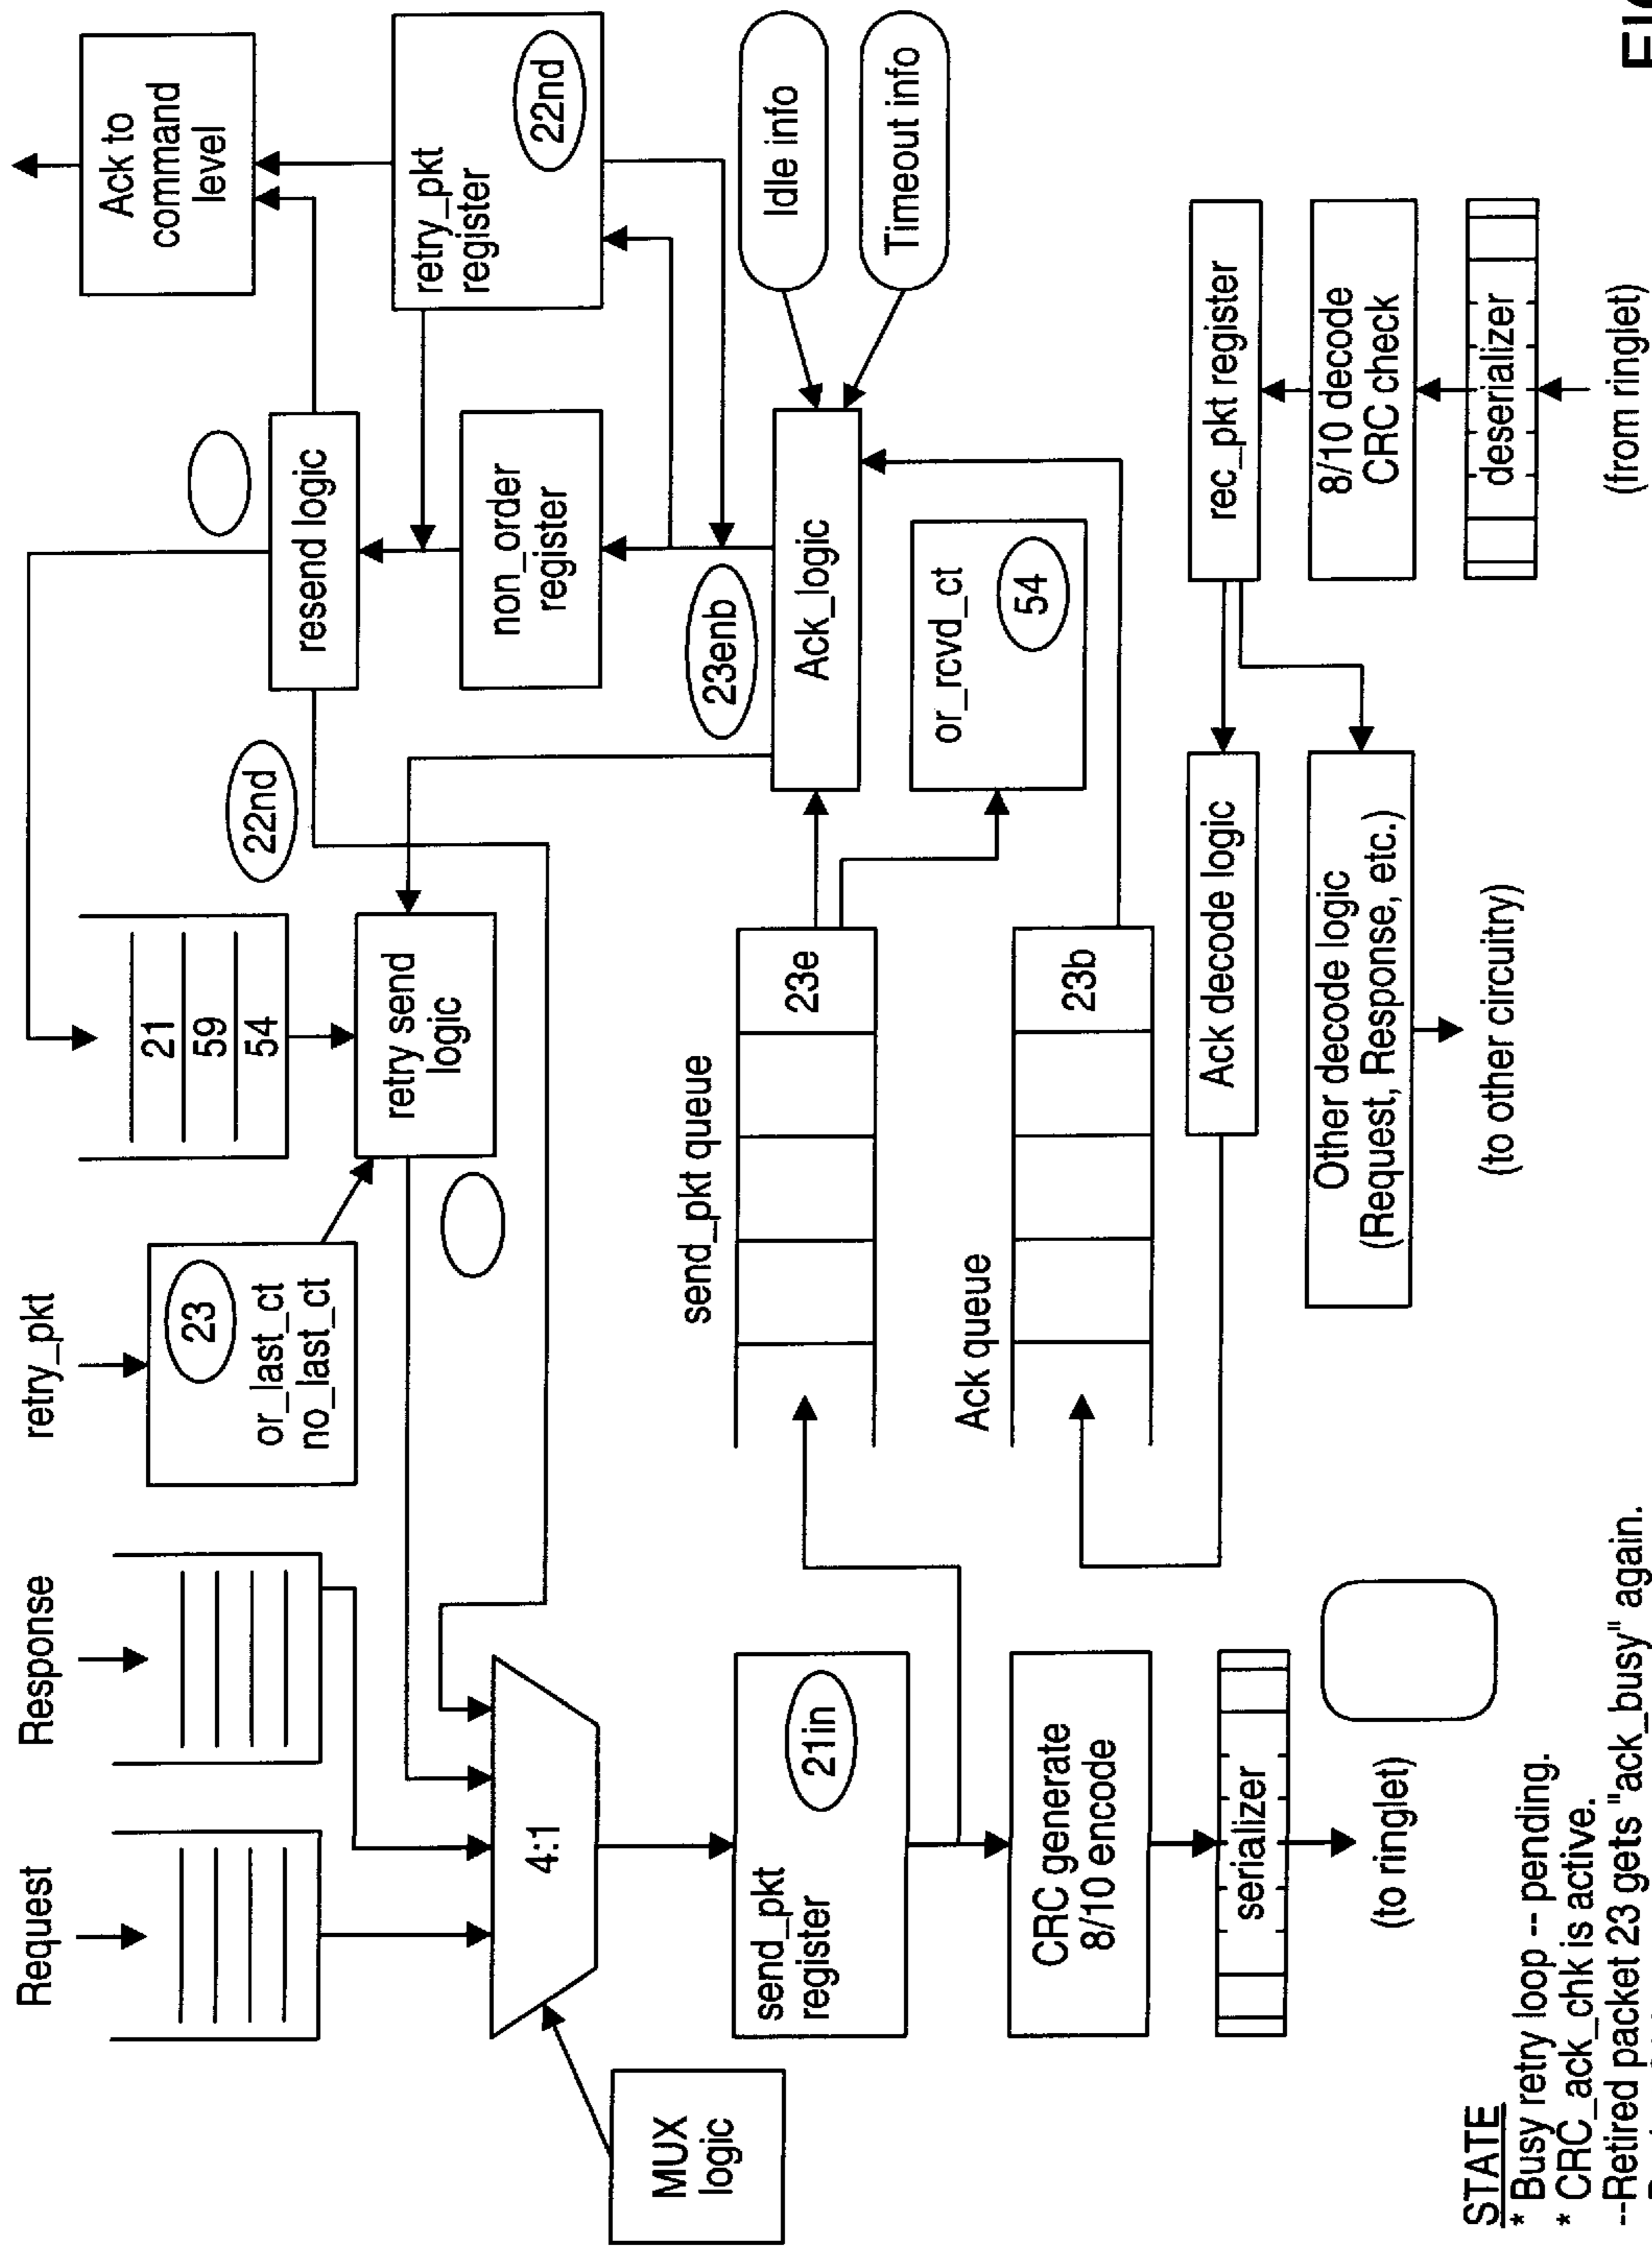 Request
Response
retry_pkt
23
or_last_ct
no_last_ct
21
59
54
22nd
retry send
logic
resend logic
Ack to
command
level
non_order
register
retry_pkt
register
22nd
4:1
MUX
logic
send_pkt
register
21in
send_pkt queue
23e
23enb
Ack_logic
Idle info
Timeout info
or_rcvd_ct
54
Ack queue
23b
CRC generate
8/10 encode
serializer
(to ringlet)
Ack decode logic
Other decode logic
(Request, Response, etc.)
(to other circuitry)
rec_pkt register
8/10 decode
CRC check
deserializer
(from ringlet)
STATE
* Busy retry loop -- pending.
* CRC_ack_chk is active.
--Retired packet 23 gets "ack_busy" again.